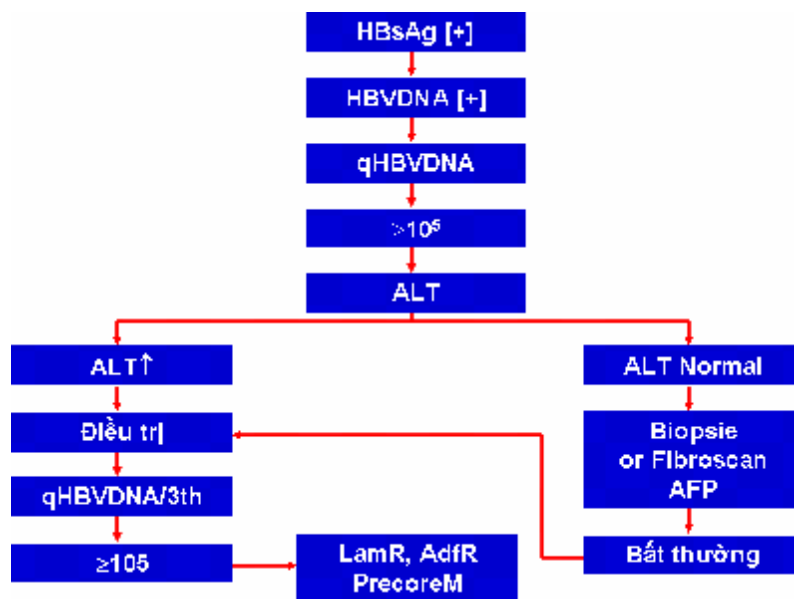 HBsAg [+]
HBVDNA [+]
qHBVDNA
>10⁵
ALT
ALT↑
ALT Normal
Điều trị
Biopsie
or Fibroscan
AFP
qHBVDNA/3th
≥105
LamR, AdfR
PrecoreM
Bất thường